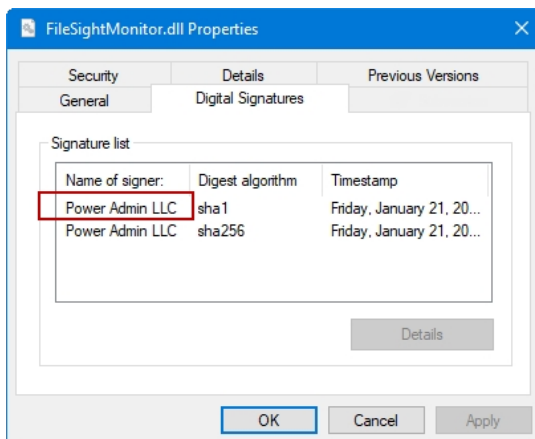 FileSightMonitor.dll Properties
Security Details Previous Versions
General Digital Signatures
Signature list
Name of signer: Digest algorithm Timestamp
Power Admin LLC sha1 Friday, January 21, 20...
Power Admin LLC sha256 Friday, January 21, 20...
Details
OK Cancel Apply